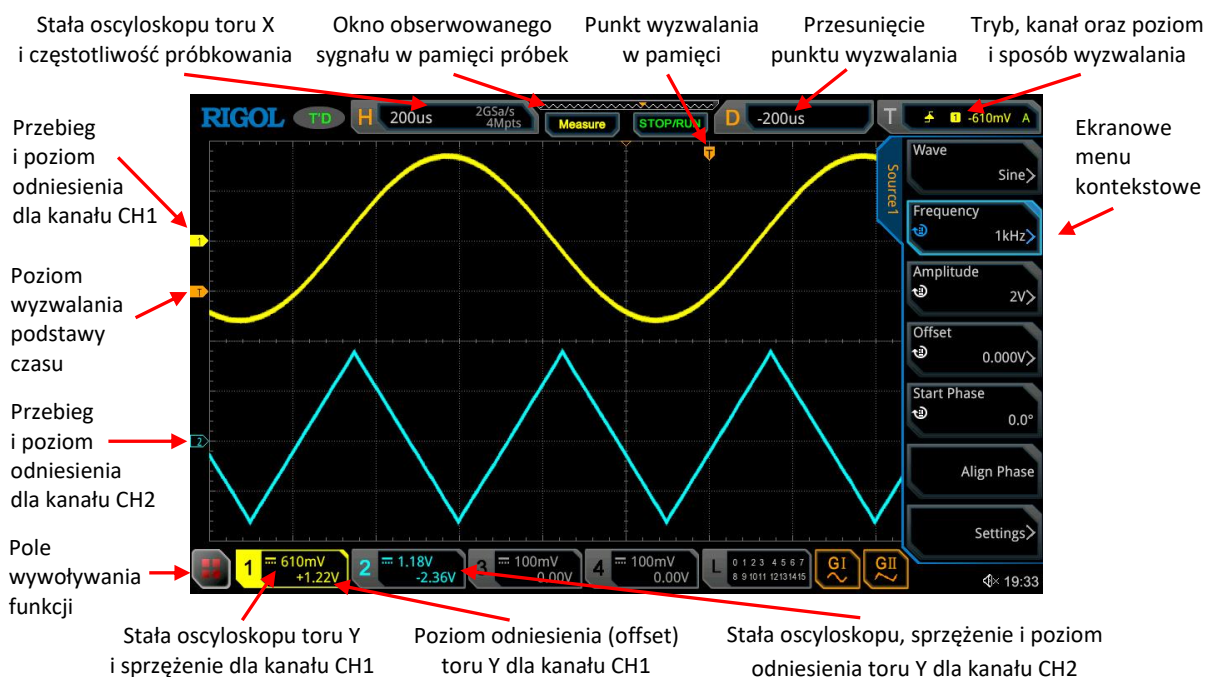 Stała oscyloskopu toru X
i częstotliwość próbkowania
Okno obserwowanego
sygnału w pamięci próbek
Punkt wyzwalania
w pamięci
Przesunięcie
punktu wyzwalania
Tryb, kanał oraz poziom
i sposób wyzwalania
RIGOL
T'D
H
200us
2GSa/s
4Mpts
Measure
STOP/RUN
D
-200us
T
1
-610mV
A
Przebieg
i poziom
odniesienia
dla kanału CH1
Poziom
wyzwalania
podstawy
czasu
Przebieg
i poziom
odniesienia
dla kanału CH2
Pole
wywoływania
funkcji
1
T
2
T
Source1
Wave
Sine>
Frequency
1kHz>
Amplitude
2V>
Offset
0.000V>
Start Phase
0.0°
Align Phase
Settings>
Ekranowe
menu
kontekstowe
1
610mV
+1.22V
2
1.18V
-2.36V
3
100mV
0.00V
4
100mV
0.00V
L
0 1 2 3 4 5 6 7
8 9 10 11 12 13 14 15
GI
GII
19:33
Stała oscyloskopu toru Y
i sprzężenie dla kanału CH1
Poziom odniesienia (offset)
toru Y dla kanału CH1
Stała oscyloskopu, sprzężenie i poziom
odniesienia toru Y dla kanału CH2